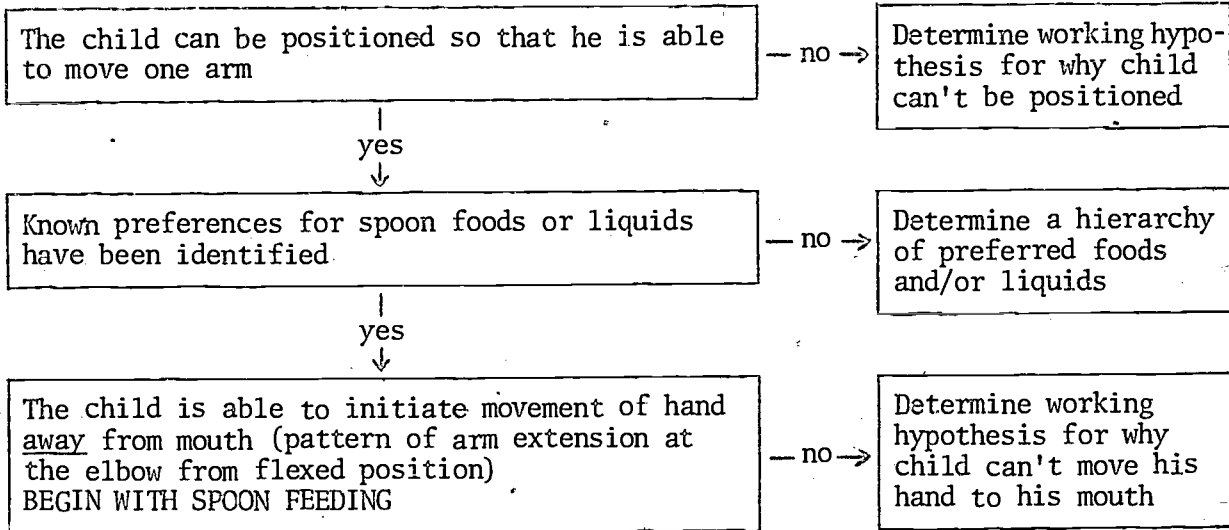 The child can be positioned so that he is able
to move one arm
no
Determine working hypo-
thesis for why child
can't be positioned
yes
Known preferences for spoon foods or liquids
have been identified
no
Determine a hierarchy
of preferred foods
and/or liquids
yes
The child is able to initiate movement of hand
away from mouth (pattern of arm extension at
the elbow from flexed position)
BEGIN WITH SPOON FEEDING
no
Determine working
hypothesis for why
child can't move his
hand to his mouth